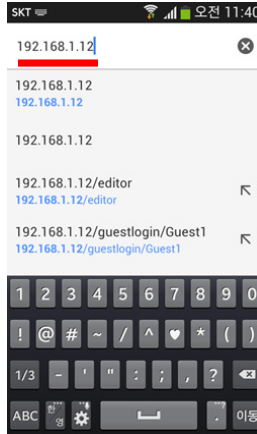 SKT 오전 11:40
192.168.1.12
192.168.1.12
192.168.1.12
192.168.1.12
192.168.1.12/editor
192.168.1.12/editor
192.168.1.12/guestlogin/Guest1
192.168.1.12/guestlogin/Guest1
1 2 3 4 5 6 7 8 9 0
! @ # ~ / ^ ♥ * ( )
1/3 - ' " : ; , ?
ABC 한/영 . 이동